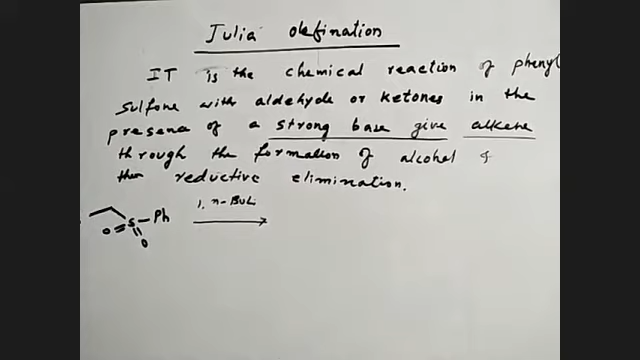 Julia olefination
IT is the chemical reaction of phenyl
sulfone with aldehyde or ketones in the
presena of a strong base give alkene
through the formation of alcohol &
then reductive elimination.
1. n-BuLi
S-Ph
O
O